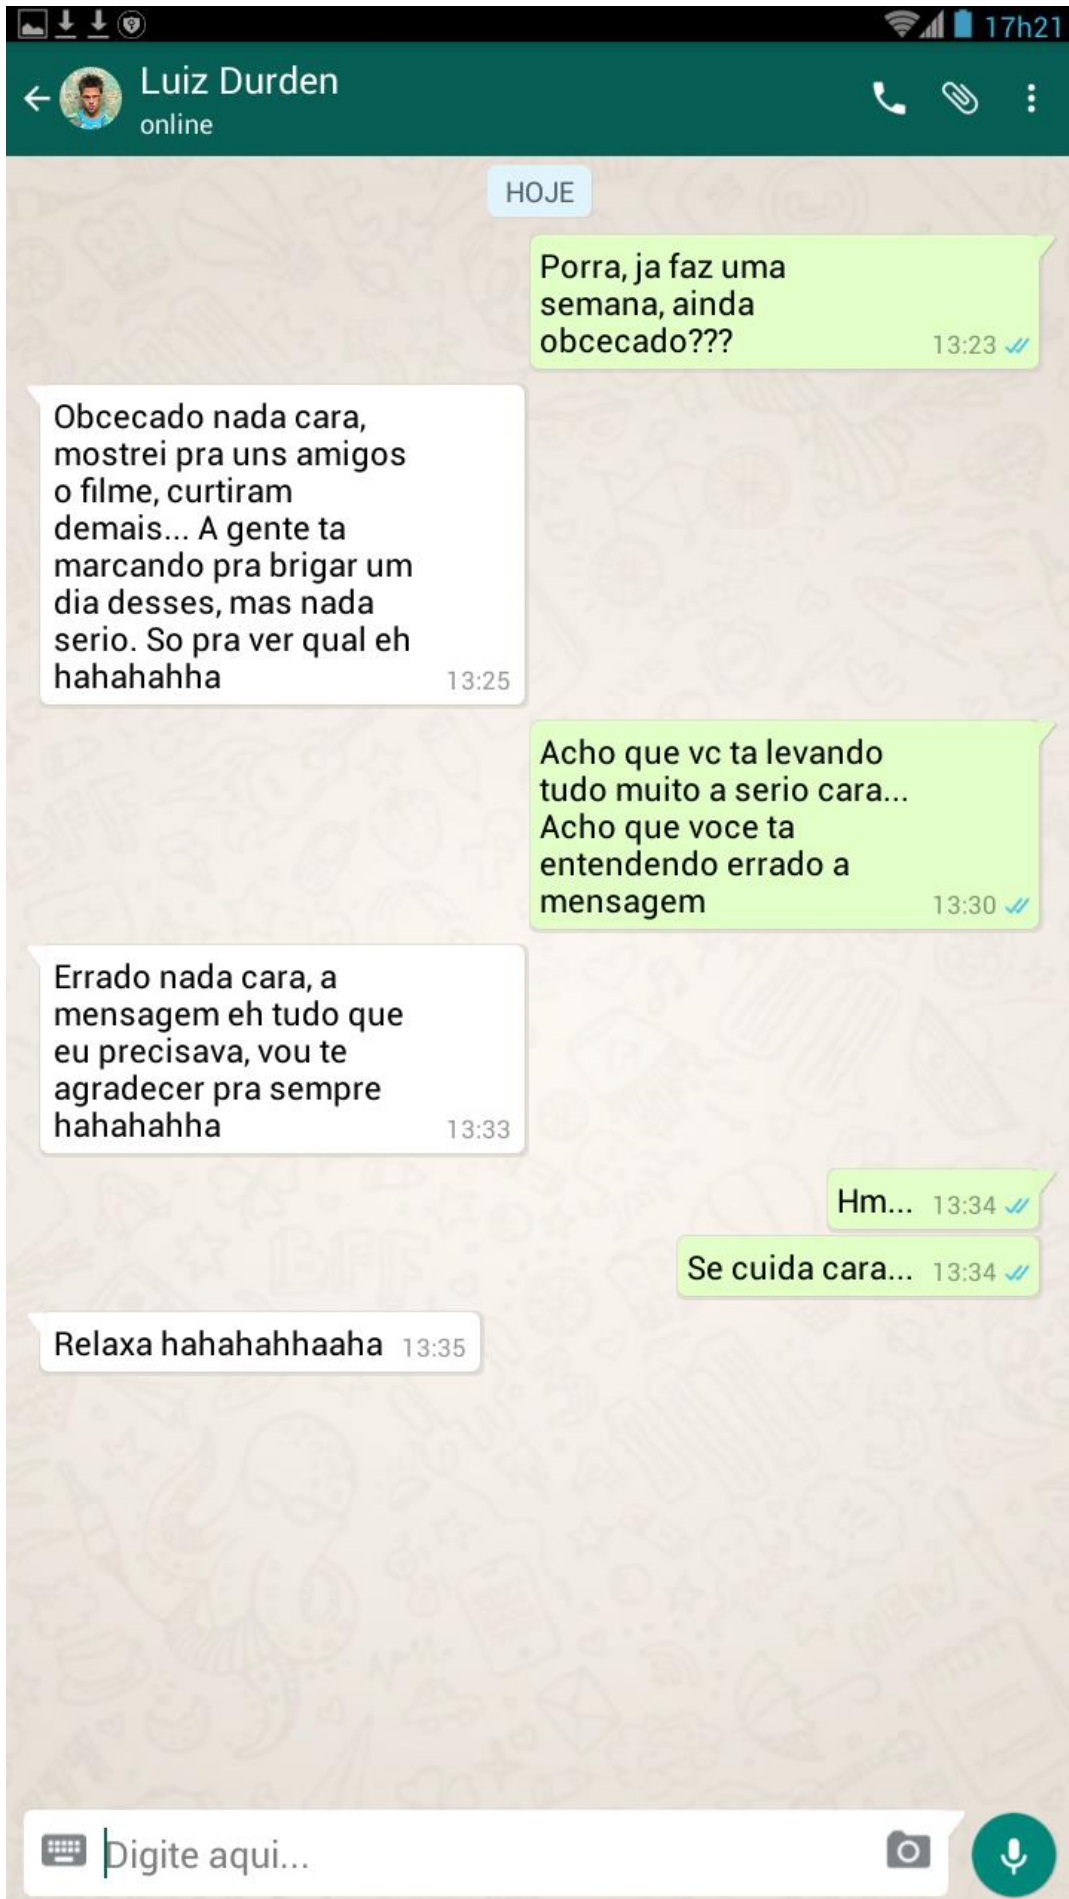 17h21
Luiz Durden
online
HOJE
Porra, ja faz uma
semana, ainda
obcecado???
13:23
Obcecado nada cara,
mostrei pra uns amigos
o filme, curtiram
demais... A gente ta
marcando pra brigar um
dia desses, mas nada
serio. So pra ver qual eh
hahahahha
13:25
Acho que vc ta levando
tudo muito a serio cara...
Acho que voce ta
entendendo errado a
mensagem
13:30
Errado nada cara, a
mensagem eh tudo que
eu precisava, vou te
agradecer pra sempre
hahahahha
13:33
Hm... 13:34
Se cuida cara... 13:34
Relaxa hahahahhaaha 13:35
Digite aqui...